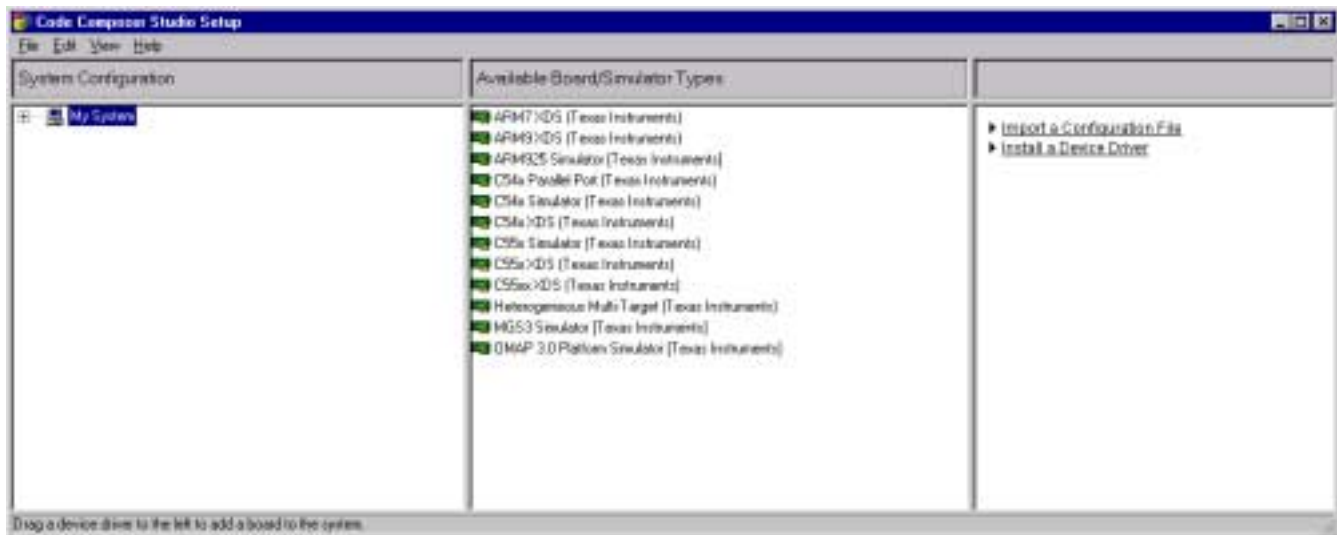 Code Composer Studio Setup
File Edit View Help
System Configuration
Available Board/Simulator Types
My System
ARM7 XDS (Texas Instruments)
ARM9 XDS (Texas Instruments)
ARM925 Simulator (Texas Instruments)
C54x Parallel Port (Texas Instruments)
C54x Simulator (Texas Instruments)
C54x XDS (Texas Instruments)
C55x Simulator (Texas Instruments)
C55x XDS (Texas Instruments)
C55xx XDS (Texas Instruments)
Heterogeneous Multi-Target (Texas Instruments)
MGS3 Simulator (Texas Instruments)
OMAP 3.0 Platform Simulator (Texas Instruments)
Import a Configuration File
Install a Device Driver
Drag a device driver to the left to add a board to the system.